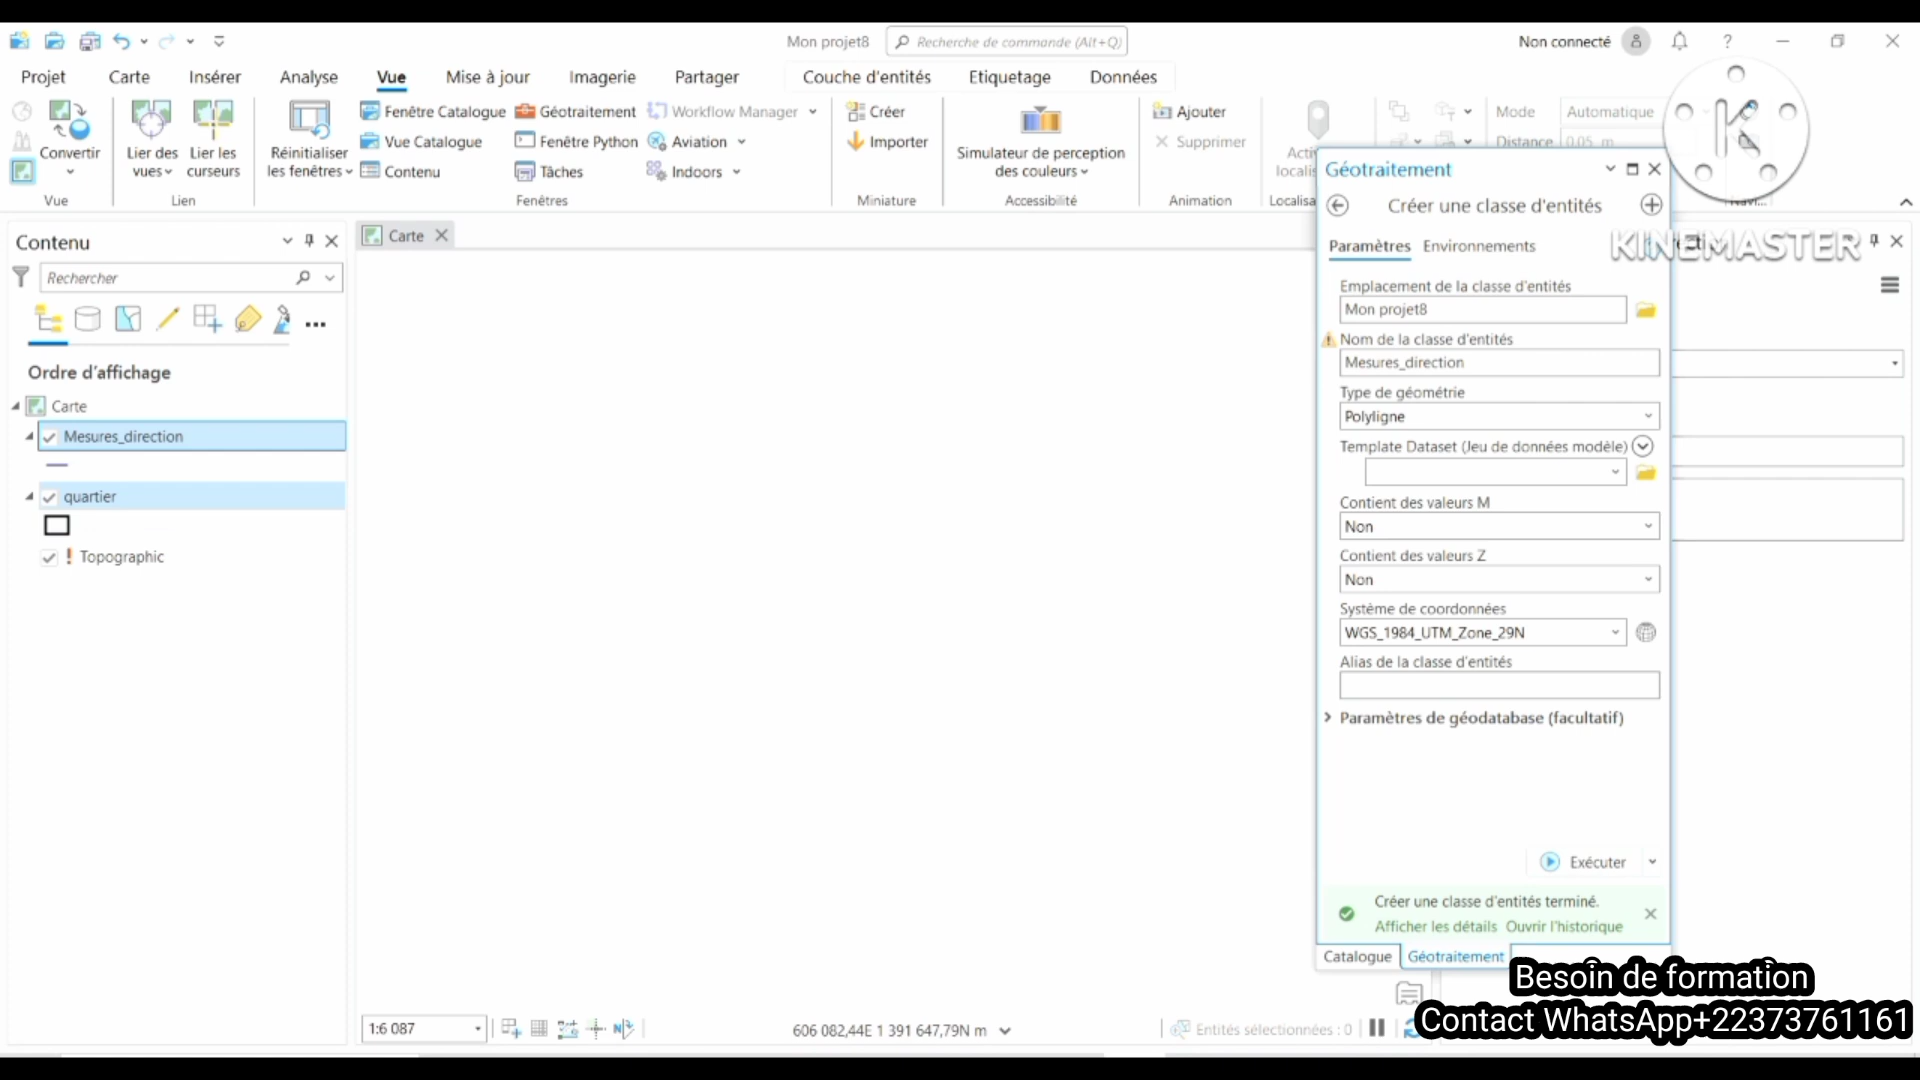 Mon projet8
Recherche de commande (Alt+Q)
Non connecté
?
Projet
Carte
Insérer
Analyse
Vue
Mise à jour
Imagerie
Partager
Couche d'entités
Etiquetage
Données
Convertir
Lier des
vues
Lier les
curseurs
Réinitialiser
les fenêtres
Fenêtre Catalogue
Vue Catalogue
Contenu
Géotraitement
Fenêtre Python
Tâches
Workflow Manager
Aviation
Indoors
Créer
Importer
Simulateur de perception
des couleurs
Ajouter
Supprimer
Mode
Automatique
Distance
0,05 m
Vue
Lien
Fenêtres
Miniature
Accessibilité
Animation
Contenu
Rechercher
Ordre d'affichage
Carte
Mesures_direction
quartier
! Topographic
Carte
Géotraitement
Créer une classe d'entités
Paramètres
Environnements
Emplacement de la classe d'entités
Mon projet8
Nom de la classe d'entités
Mesures_direction
Type de géométrie
Polyligne
Template Dataset (Jeu de données modèle)
Contient des valeurs M
Non
Contient des valeurs Z
Non
Système de coordonnées
WGS_1984_UTM_Zone_29N
Alias de la classe d'entités
Paramètres de géodatabase (facultatif)
Exécuter
Créer une classe d'entités terminé.
Afficher les détails Ouvrir l'historique
Catalogue
Géotraitement
KINEMASTER
1:6 087
606 082,44E 1 391 647,79N m
Entités sélectionnées : 0
Besoin de formation
Contact WhatsApp+22373761161